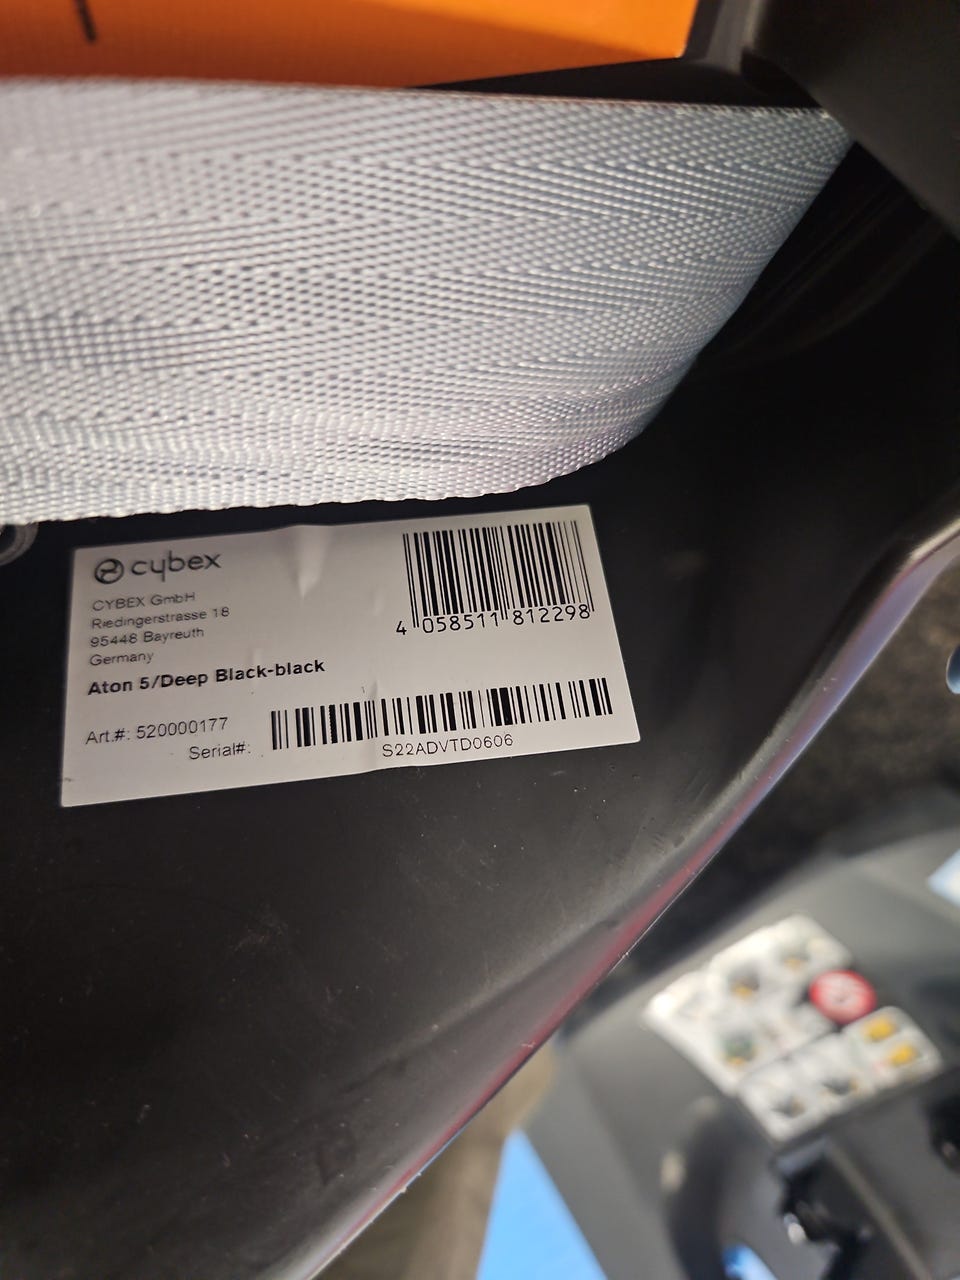 cybex
CYBEX GmbH
Riedingerstrasse 18
95448 Bayreuth
Germany
4 058511 812298
Aton 5/Deep Black-black
Art.#: 520000177
Serial#:
S22ADVTD0606